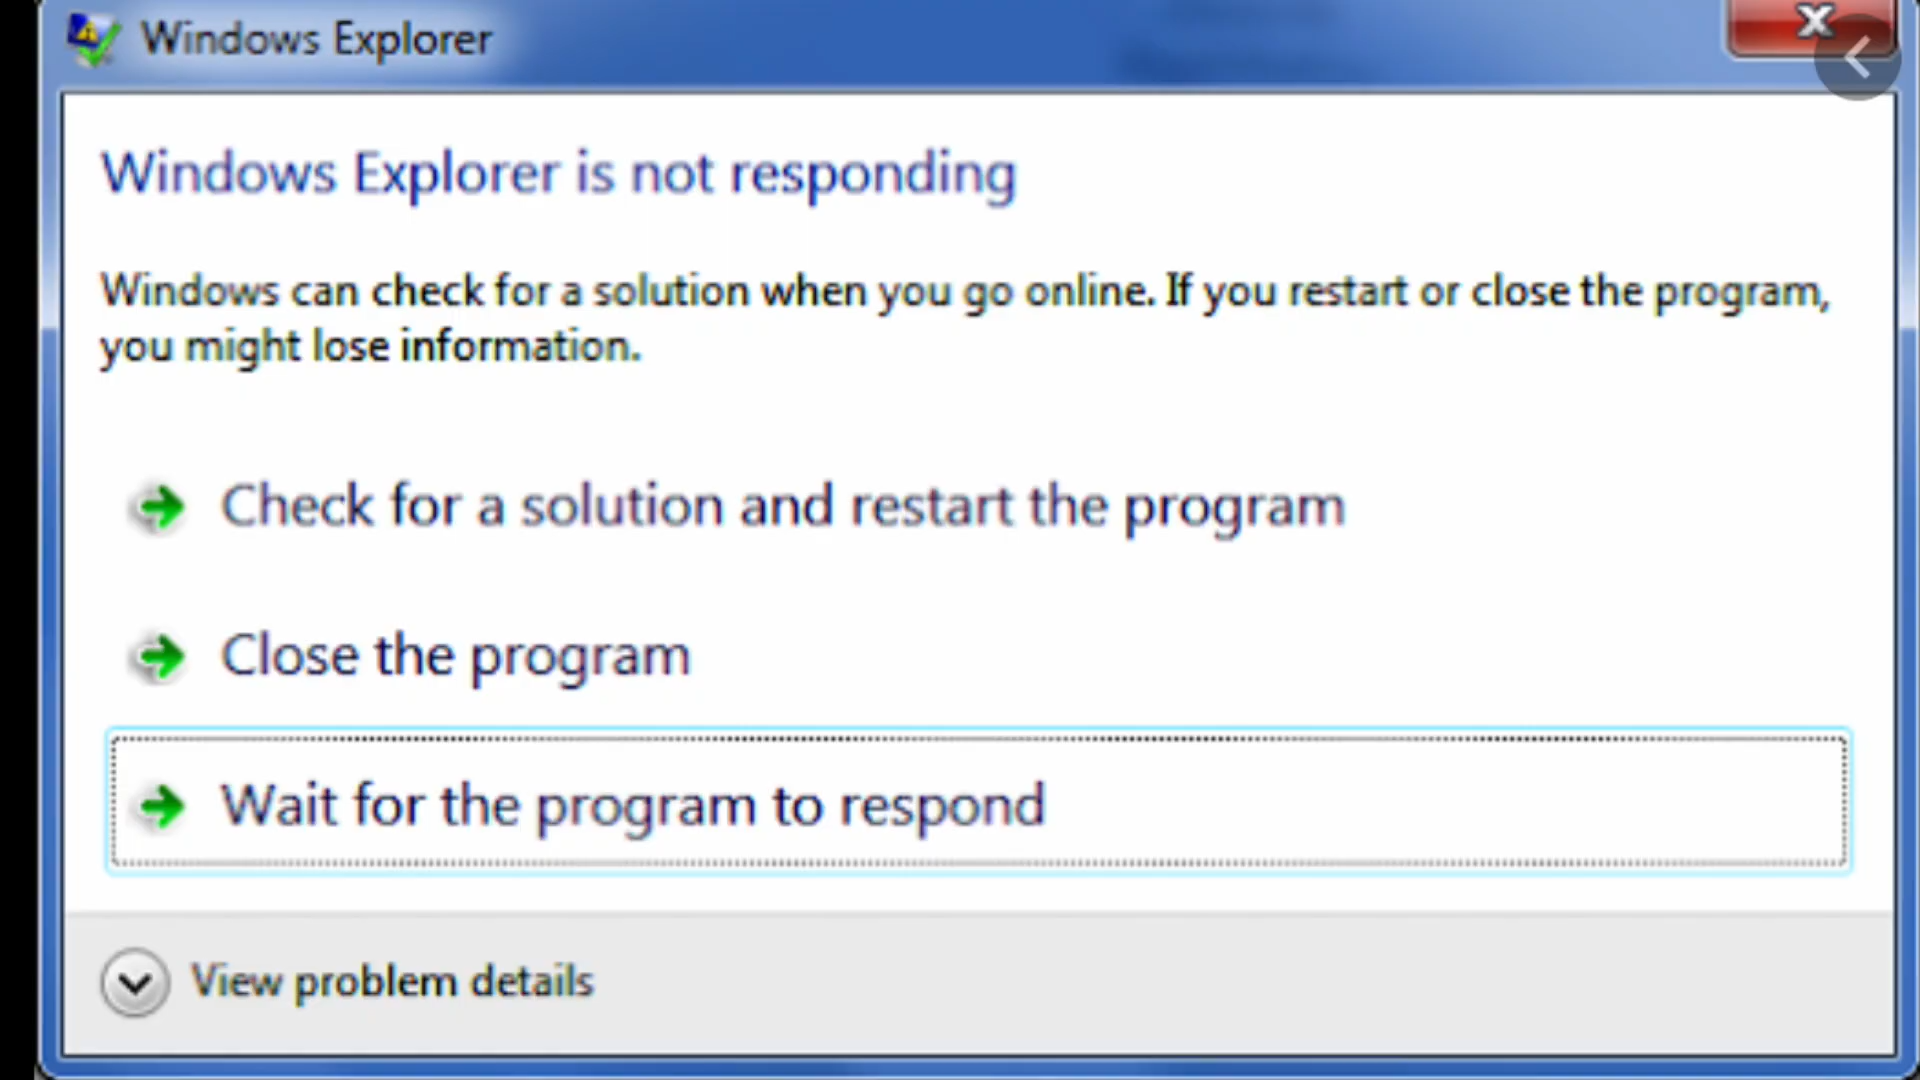 Windows Explorer
Windows Explorer is not responding
Windows can check for a solution when you go online. If you restart or close the program,
you might lose information.
Check for a solution and restart the program
Close the program
Wait for the program to respond
View problem details